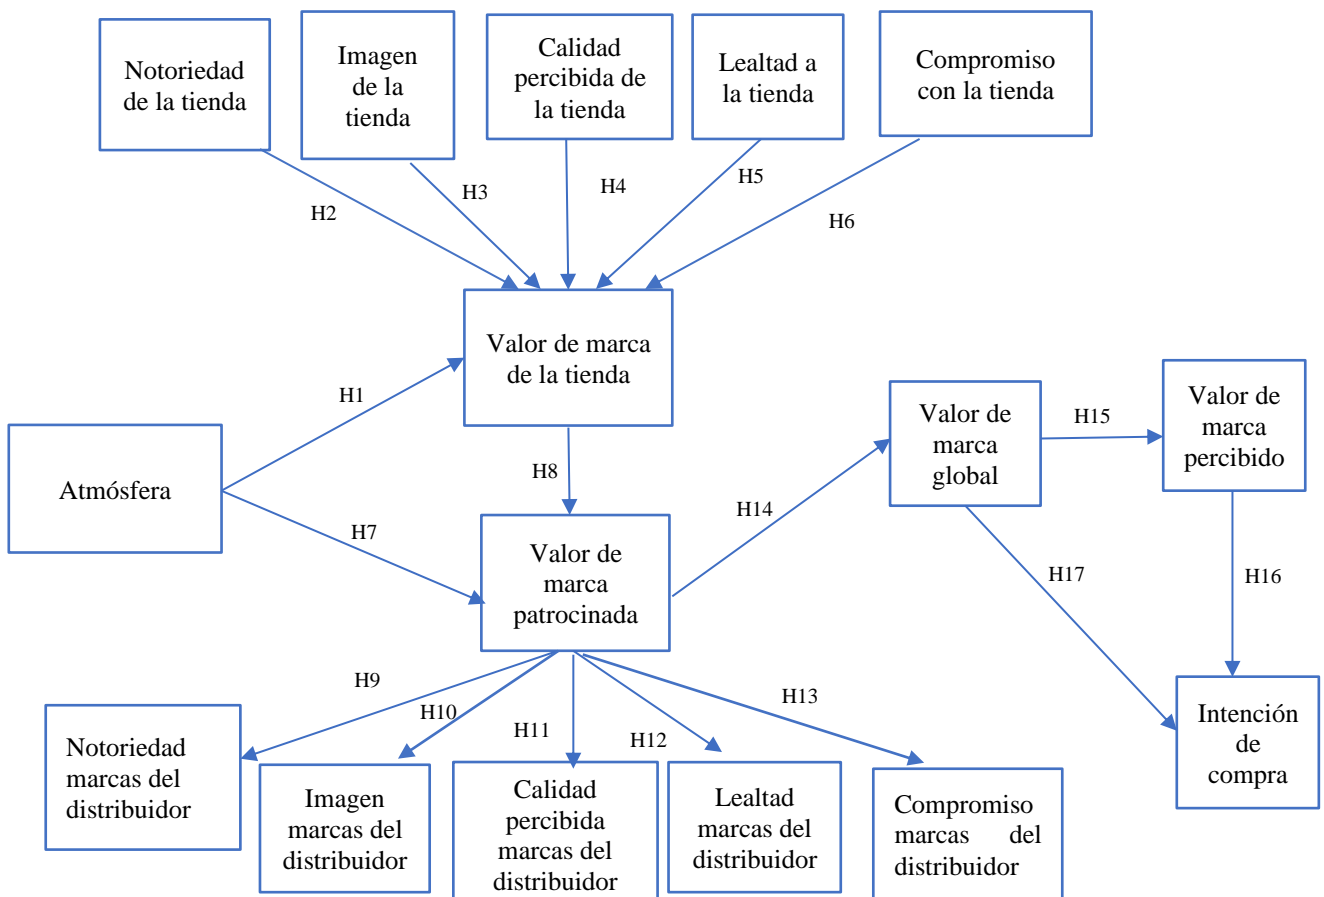 Notoriedad
de la tienda
Imagen
de la
tienda
Calidad
percibida de
la tienda
Lealtad a
la tienda
Compromiso
con la tienda
H2
H3
H4
H5
H6
Valor de marca
de la tienda
H1
Atmósfera
H7
H8
Valor de
marca
patrocinada
H14
Valor de
marca
global
H15
Valor de
marca
percibido
H17
H16
Intención
de
compra
H9
H10
H11
H12
H13
Notoriedad
marcas del
distribuidor
Imagen
marcas del
distribuidor
Calidad
percibida
marcas del
distribuidor
Lealtad
marcas del
distribuidor
Compromiso
marcas del
distribuidor